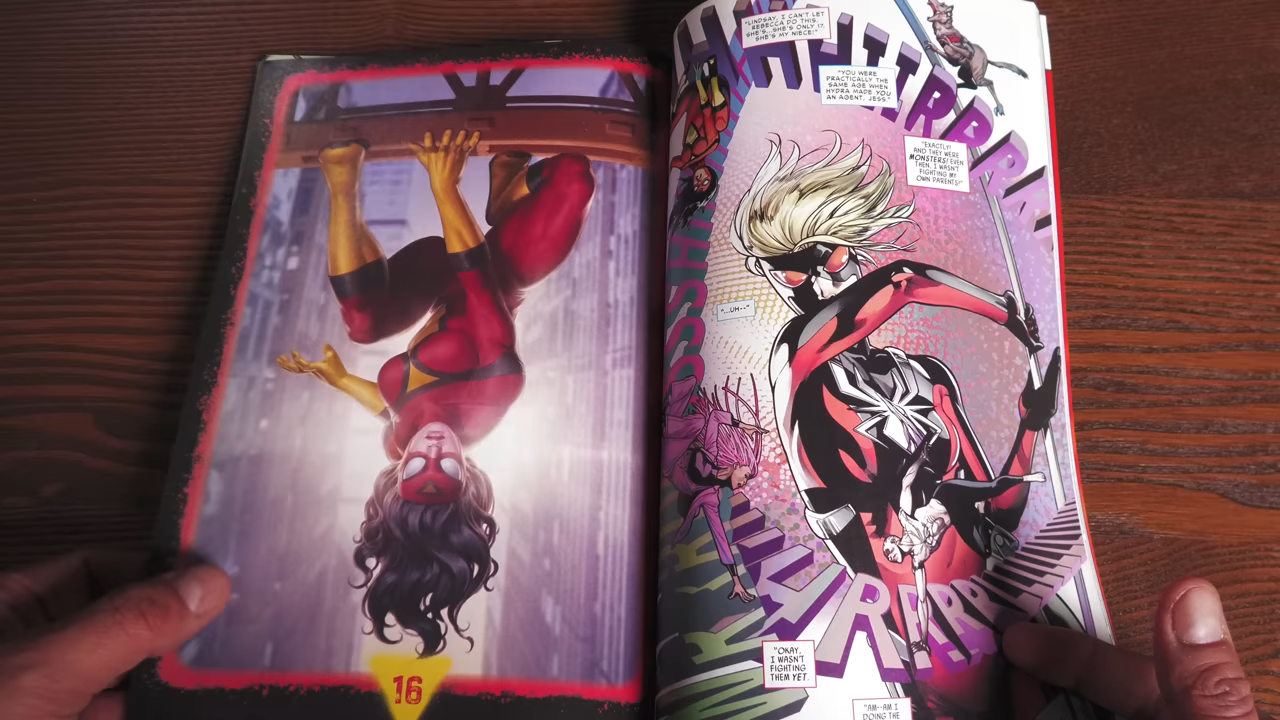 "LINDSAY, I CAN'T LET
REBECCA DO THIS.
SHE'S...SHE'S ONLY 17.
SHE'S MY NIECE!"
"YOU WERE
PRACTICALLY THE
SAME AGE WHEN
HYDRA MADE YOU
AN AGENT, JESS."
"EXACTLY!
AND THEY WERE
MONSTERS! EVEN
THEN, I WASN'T
FIGHTING MY
OWN PARENTS!"
"...UH--"
"OKAY,
I WASN'T
FIGHTING
THEM YET.
"AM--AM I
DOING THE
16